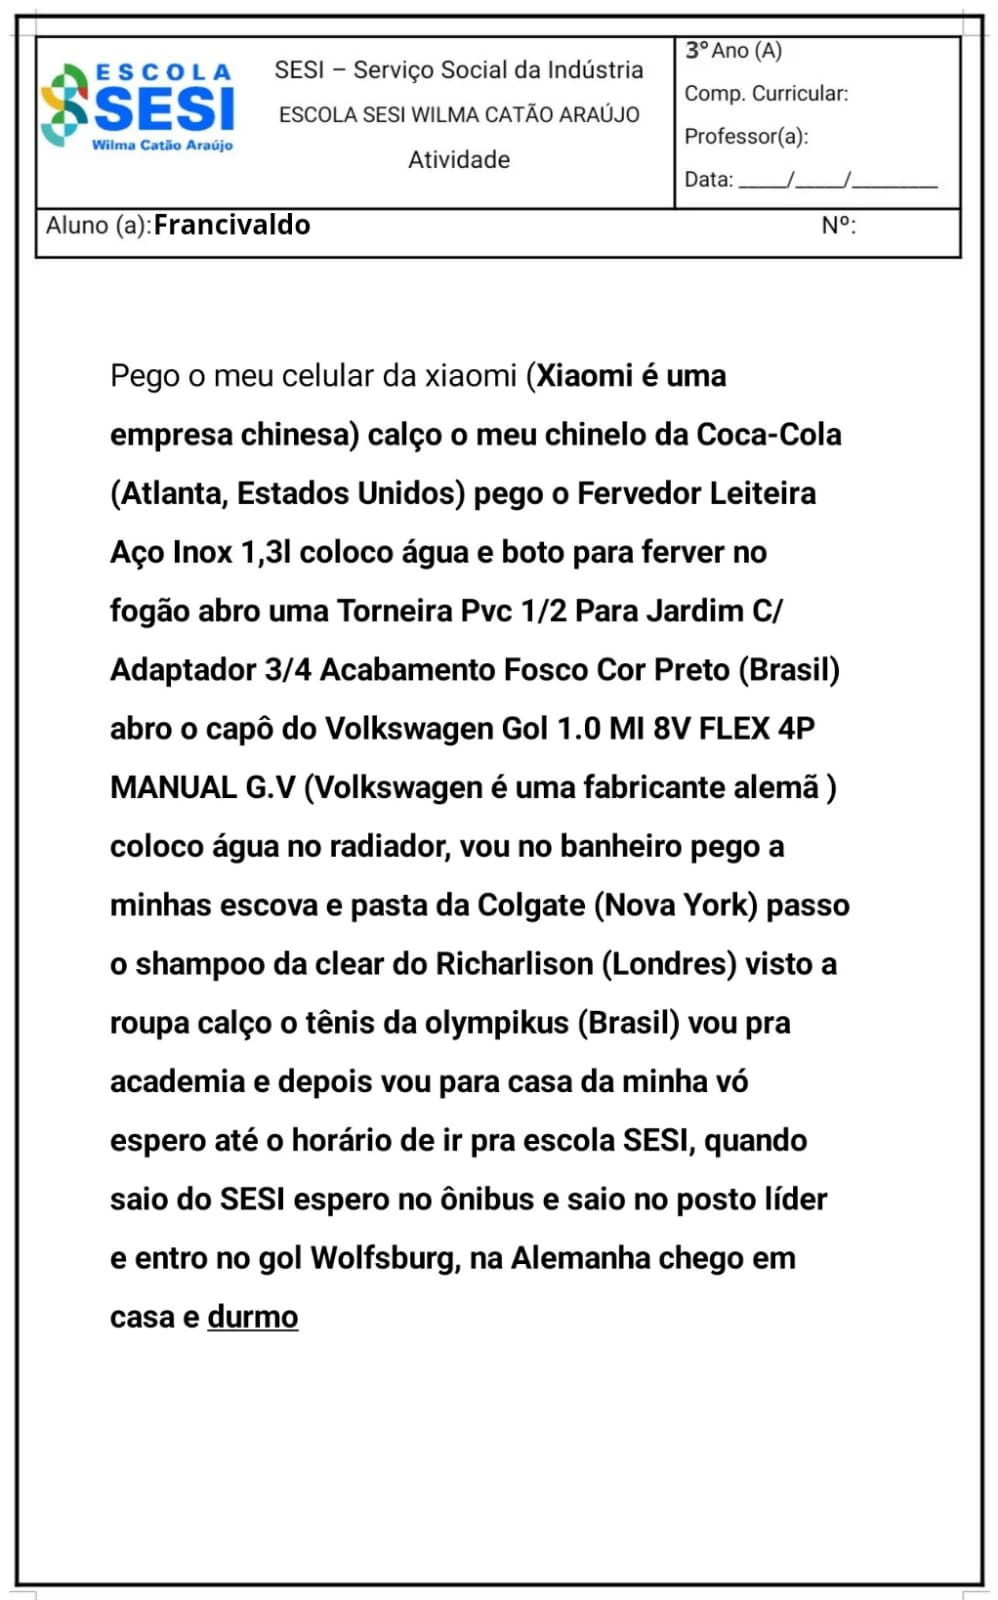 ESCOLA
SESI
Wilma Catão Araújo
SESI – Serviço Social da Indústria
ESCOLA SESI WILMA CATÃO ARAÚJO
Atividade
3º Ano (A)
Comp. Curricular:
Professor(a):
Data: ____/____/________
Aluno (a):Francivaldo Nº:
Pego o meu celular da xiaomi (Xiaomi é uma
empresa chinesa) calço o meu chinelo da Coca-Cola
(Atlanta, Estados Unidos) pego o Fervedor Leiteira
Aço Inox 1,3l coloco água e boto para ferver no
fogão abro uma Torneira Pvc 1/2 Para Jardim C/
Adaptador 3/4 Acabamento Fosco Cor Preto (Brasil)
abro o capô do Volkswagen Gol 1.0 MI 8V FLEX 4P
MANUAL G.V (Volkswagen é uma fabricante alemã )
coloco água no radiador, vou no banheiro pego a
minhas escova e pasta da Colgate (Nova York) passo
o shampoo da clear do Richarlison (Londres) visto a
roupa calço o tênis da olympikus (Brasil) vou pra
academia e depois vou para casa da minha vó
espero até o horário de ir pra escola SESI, quando
saio do SESI espero no ônibus e saio no posto líder
e entro no gol Wolfsburg, na Alemanha chego em
casa e durmo